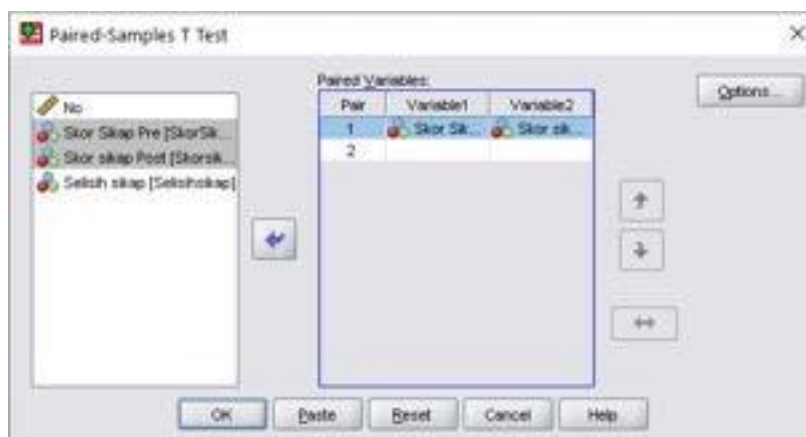 Paired-Samples T Test
Paired Variables:
Options...
No
Skor Sikap Pre [SkorSik...
Skor sikap Post [Skorsik...
Selisih sikap [Selisihsikap]
Pair Variable1 Variable2
1 Skor Sik... Skor sik...
2
OK Paste Reset Cancel Help